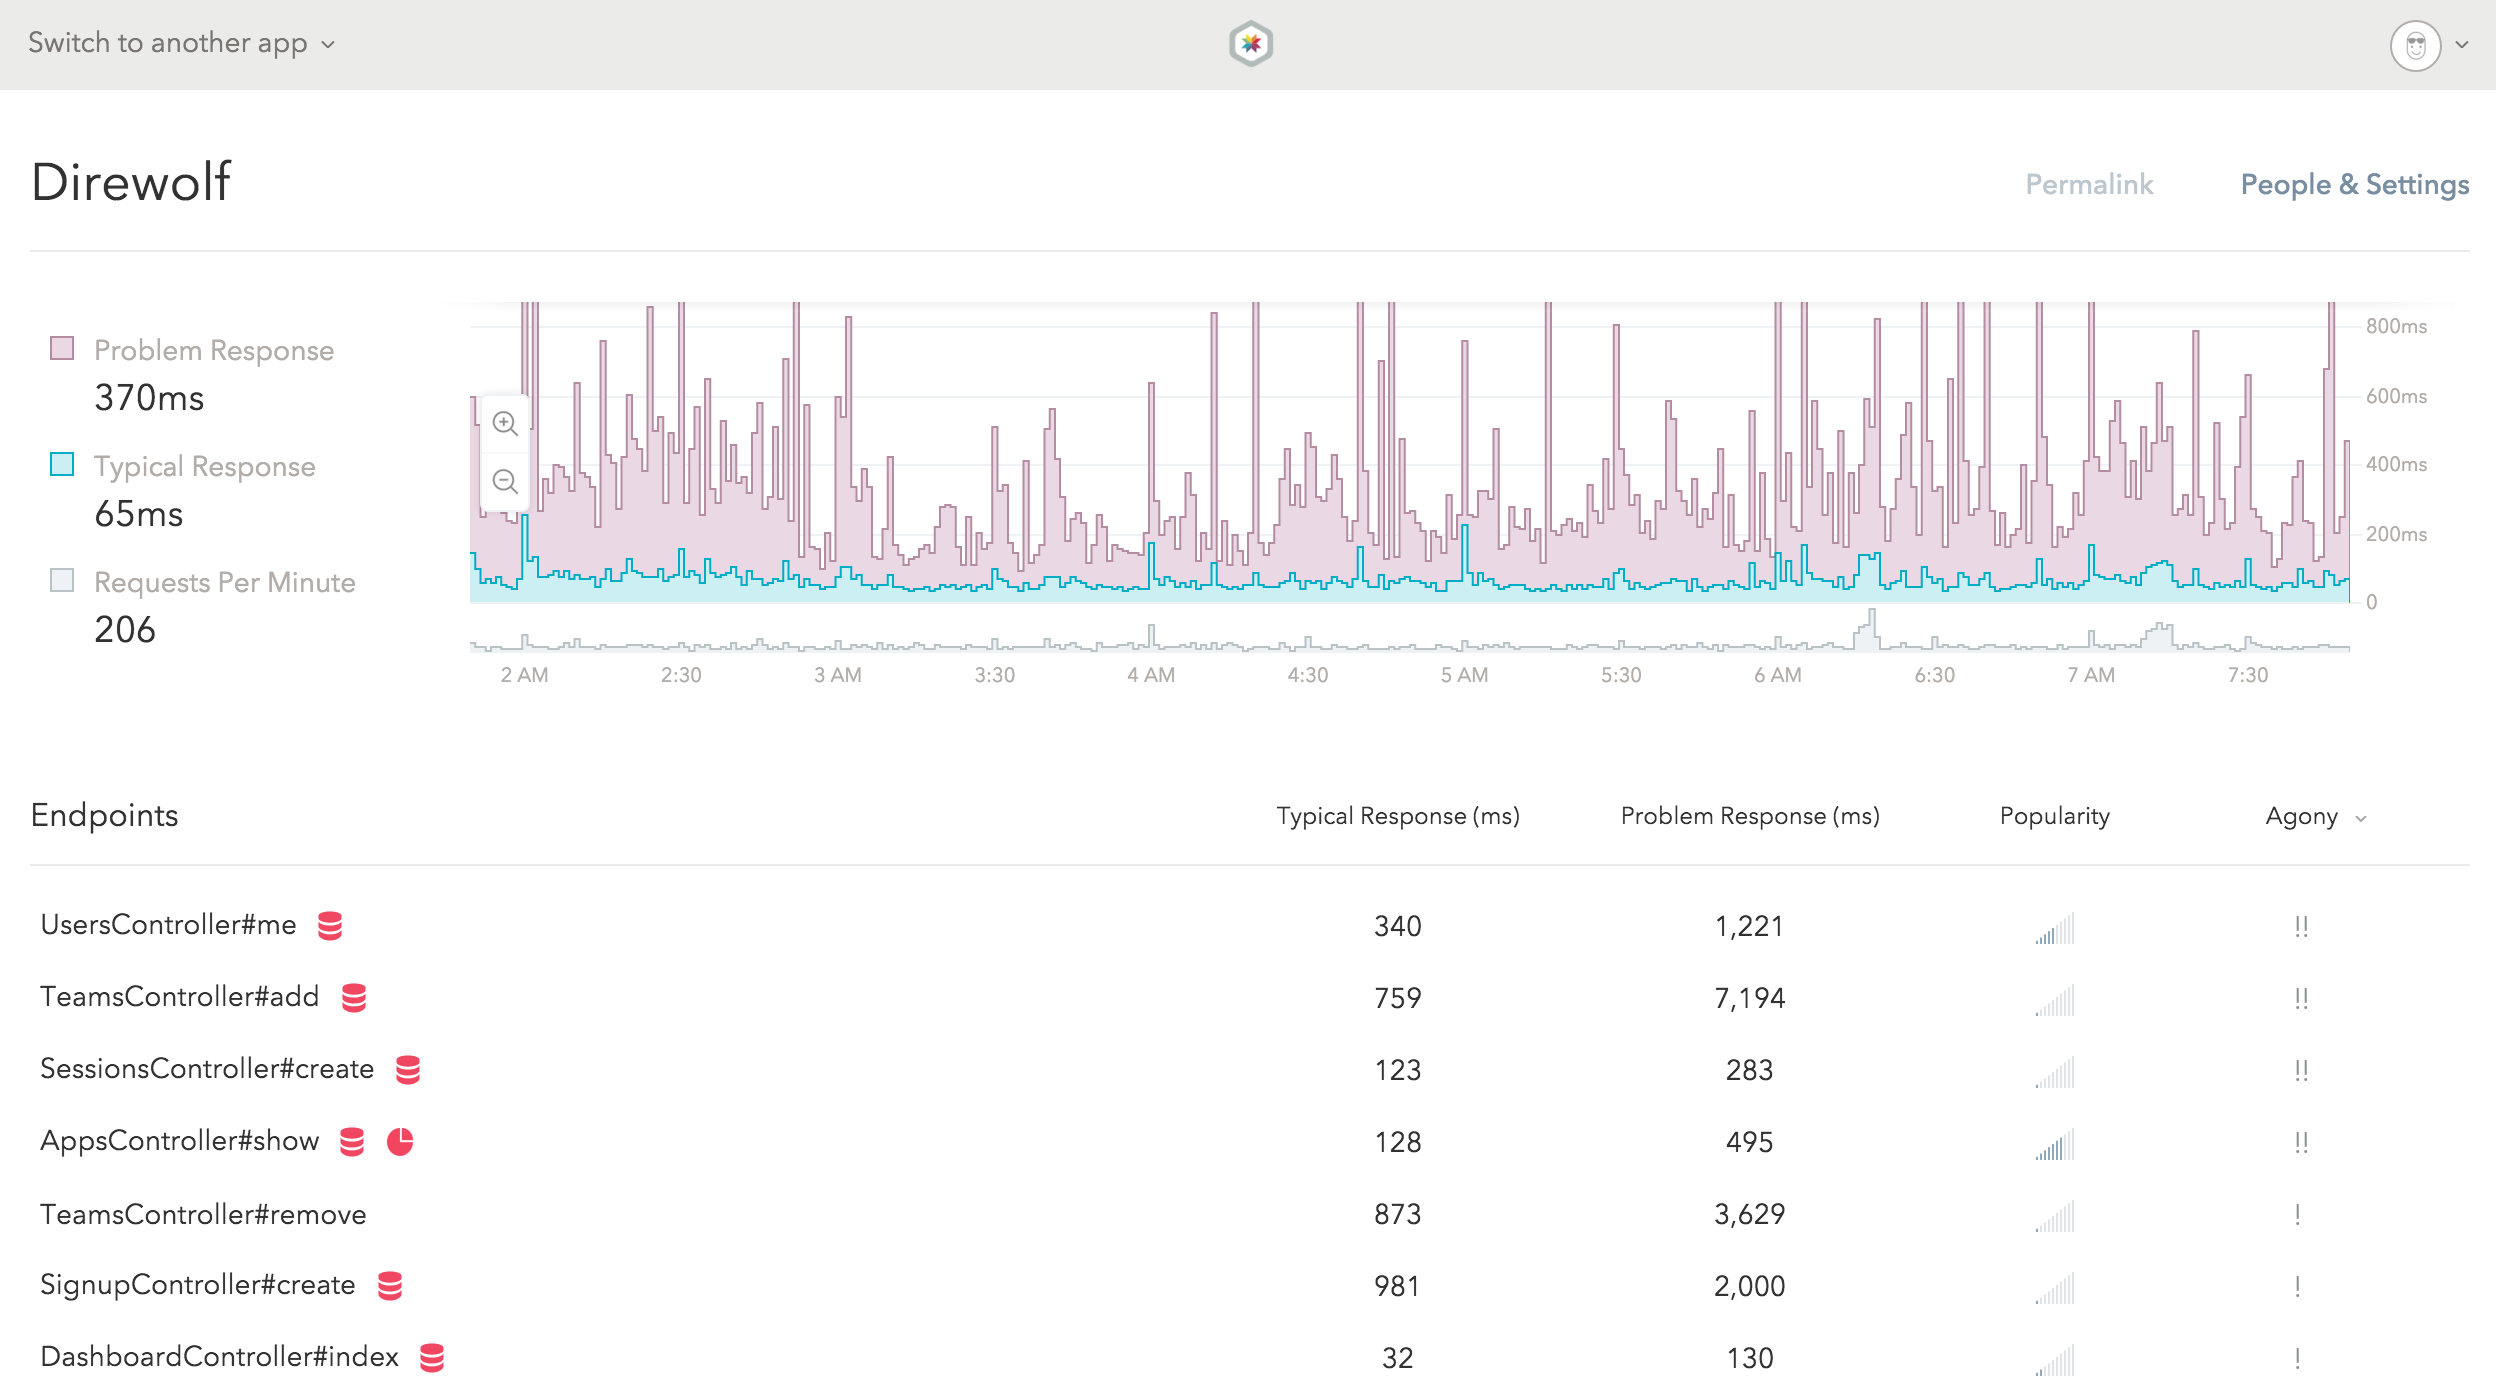 Switch to another app
Direwolf
Permalink People & Settings
Problem Response
370ms
Typical Response
65ms
Requests Per Minute
206
800ms
600ms
400ms
200ms
0
2 AM 2:30 3 AM 3:30 4 AM 4:30 5 AM 5:30 6 AM 6:30 7 AM 7:30
Endpoints Typical Response (ms) Problem Response (ms) Popularity Agony
UsersController#me 340 1,221 !!
TeamsController#add 759 7,194 !!
SessionsController#create 123 283 !!
AppsController#show 128 495 !!
TeamsController#remove 873 3,629 !
SignupController#create 981 2,000 !
DashboardController#index 32 130 !